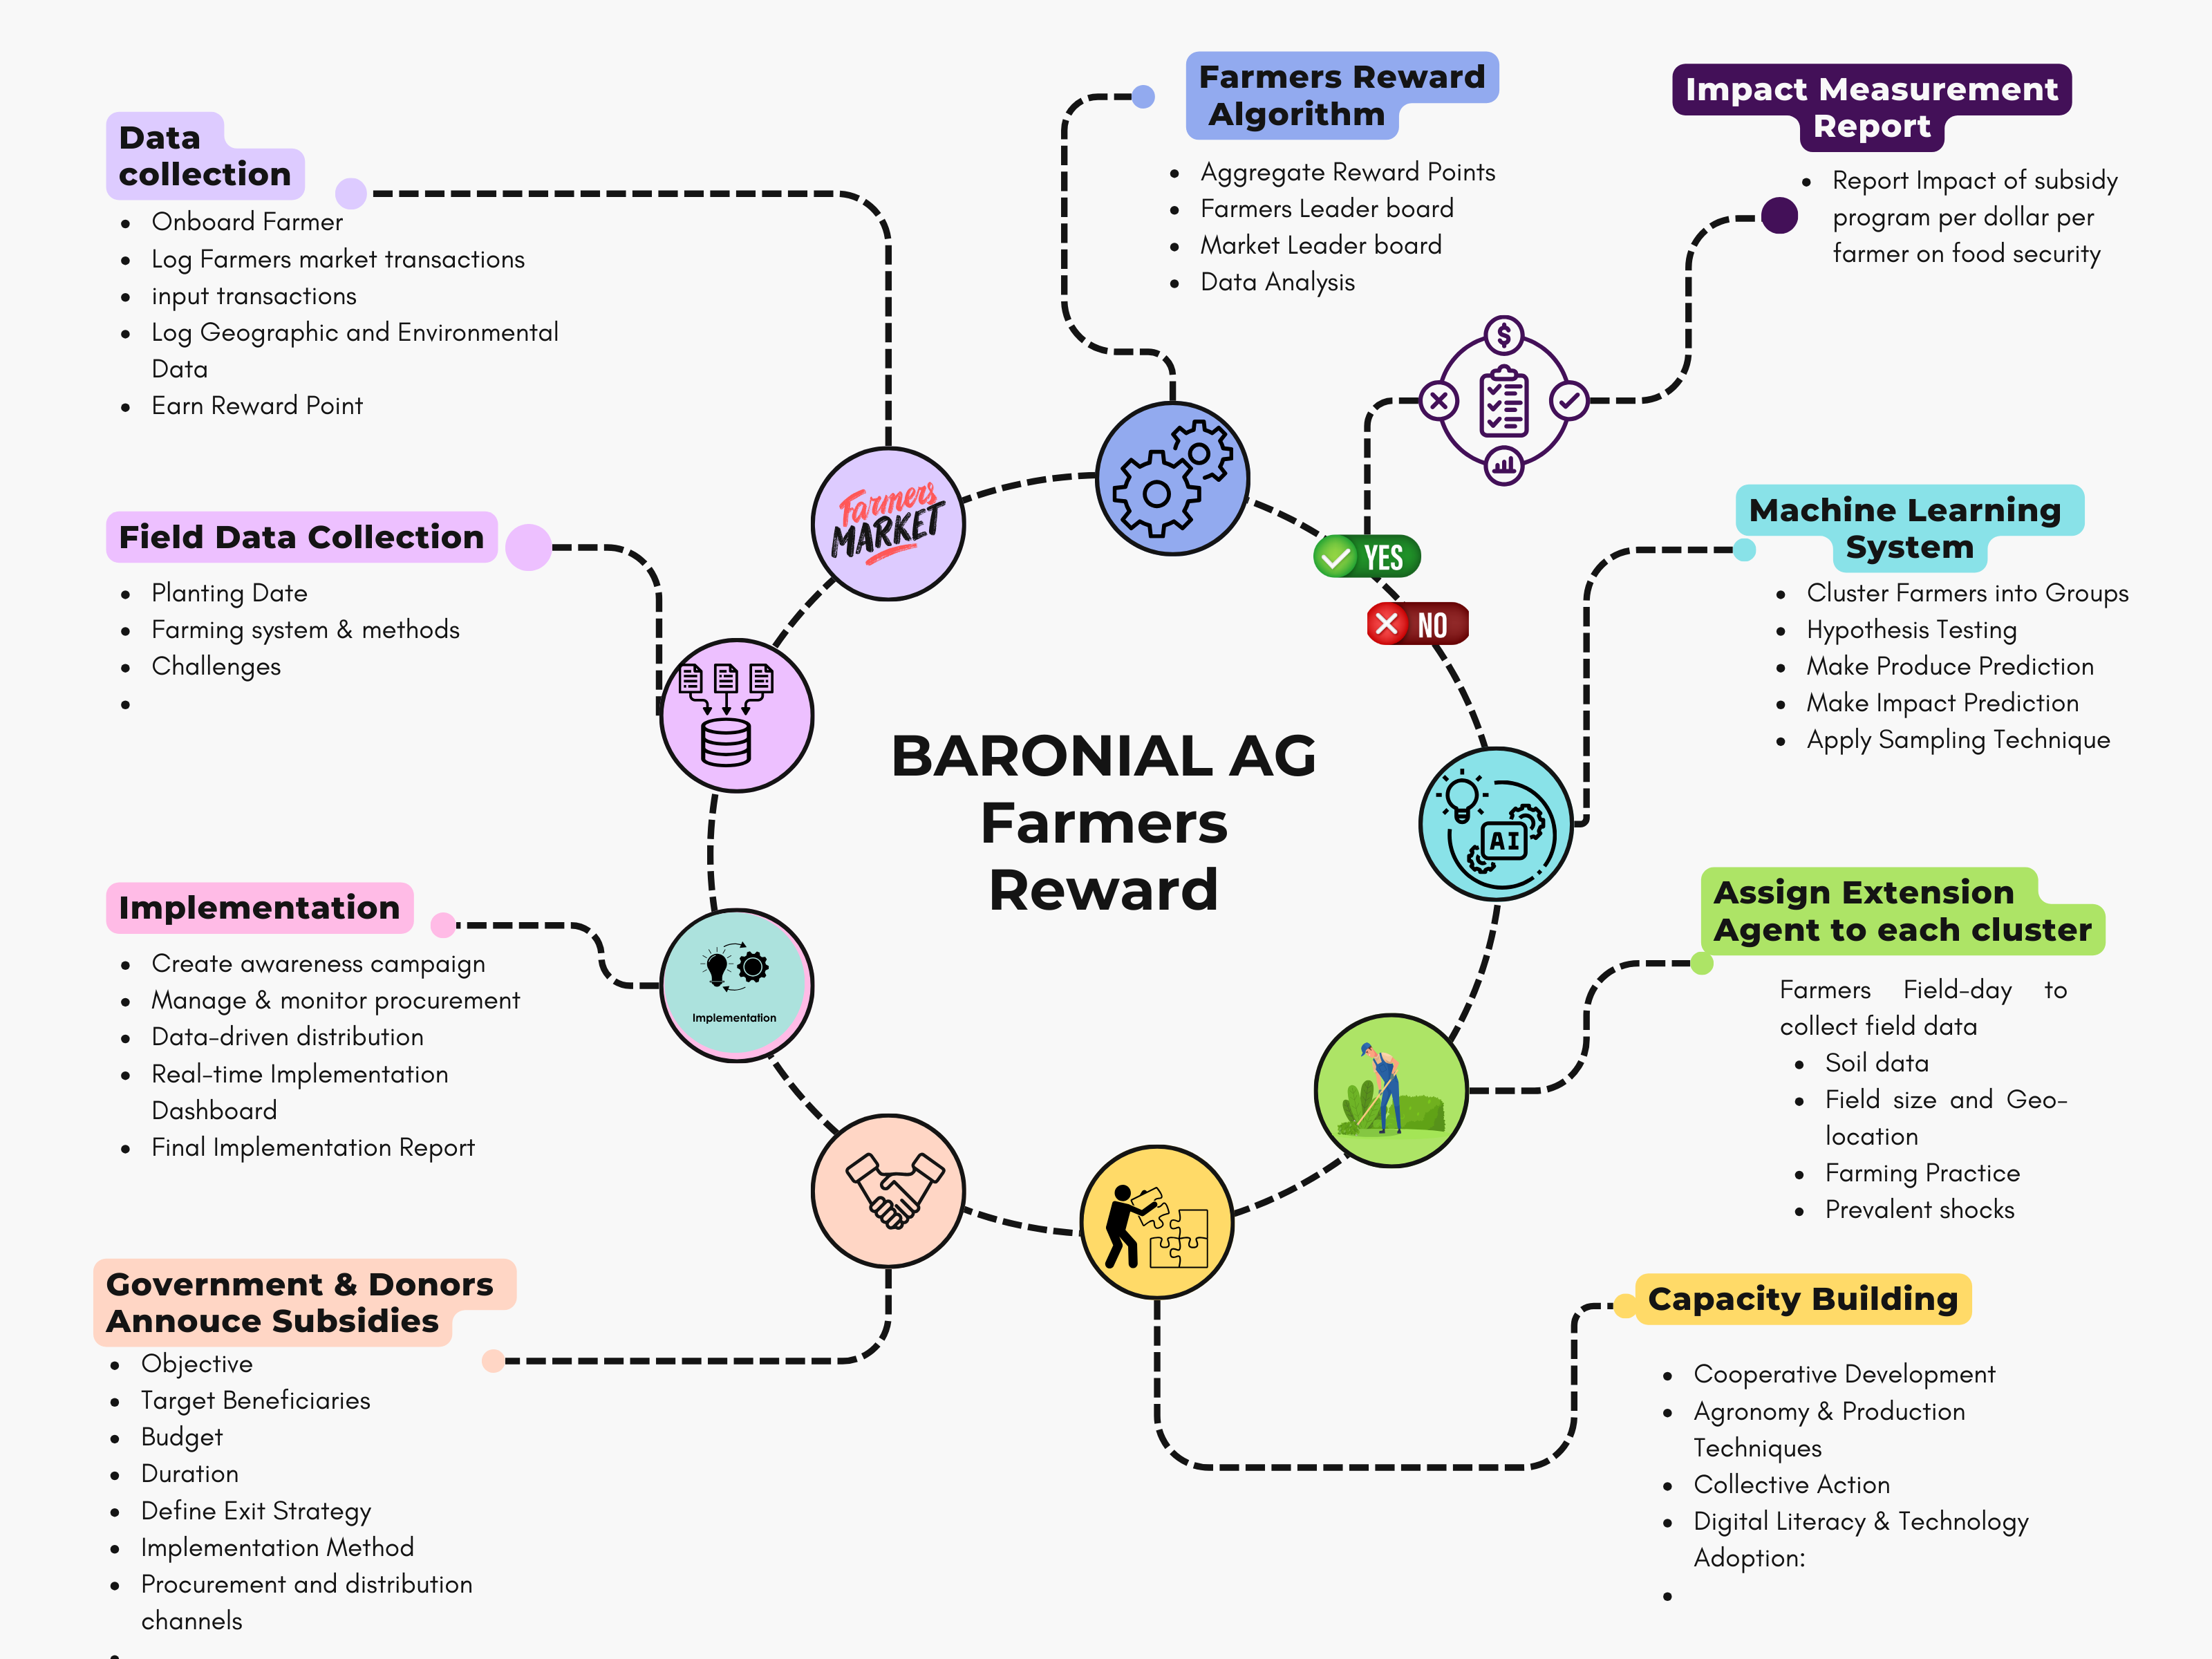 Data
collection
• Onboard Farmer
• Log Farmers market transactions
• input transactions
• Log Geographic and Environmental
Data
• Earn Reward Point
Farmers Reward
Algorithm
• Aggregate Reward Points
• Farmers Leader board
• Market Leader board
• Data Analysis
Impact Measurement
Report
• Report Impact of subsidy
program per dollar per
farmer on food security
$
Farmers
MARKET
YES
NO
Field Data Collection
• Planting Date
• Farming system & methods
• Challenges
•
Machine Learning
System
• Cluster Farmers into Groups
• Hypothesis Testing
• Make Produce Prediction
• Make Impact Prediction
• Apply Sampling Technique
AI
BARONIAL AG
Farmers
Reward
Implementation
• Create awareness campaign
• Manage & monitor procurement
• Data-driven distribution
• Real-time Implementation
Dashboard
• Final Implementation Report
Implementation
Assign Extension
Agent to each cluster
Farmers Field-day to
collect field data
• Soil data
• Field size and Geo-
location
• Farming Practice
• Prevalent shocks
Government & Donors
Annouce Subsidies
• Objective
• Target Beneficiaries
• Budget
• Duration
• Define Exit Strategy
• Implementation Method
• Procurement and distribution
channels
•
Capacity Building
• Cooperative Development
• Agronomy & Production
Techniques
• Collective Action
• Digital Literacy & Technology
Adoption:
•